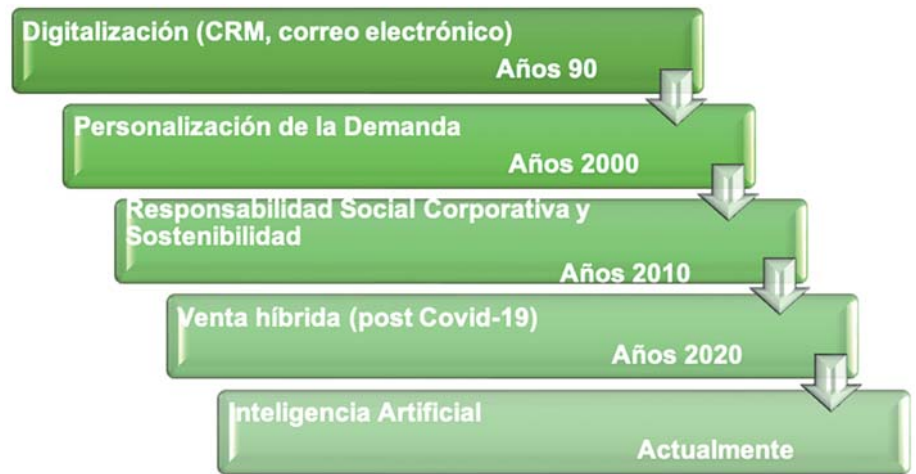 Digitalización (CRM, correo electrónico)
Años 90
Personalización de la Demanda
Años 2000
Responsabilidad Social Corporativa y
Sostenibilidad
Años 2010
Venta híbrida (post Covid-19)
Años 2020
Inteligencia Artificial
Actualmente